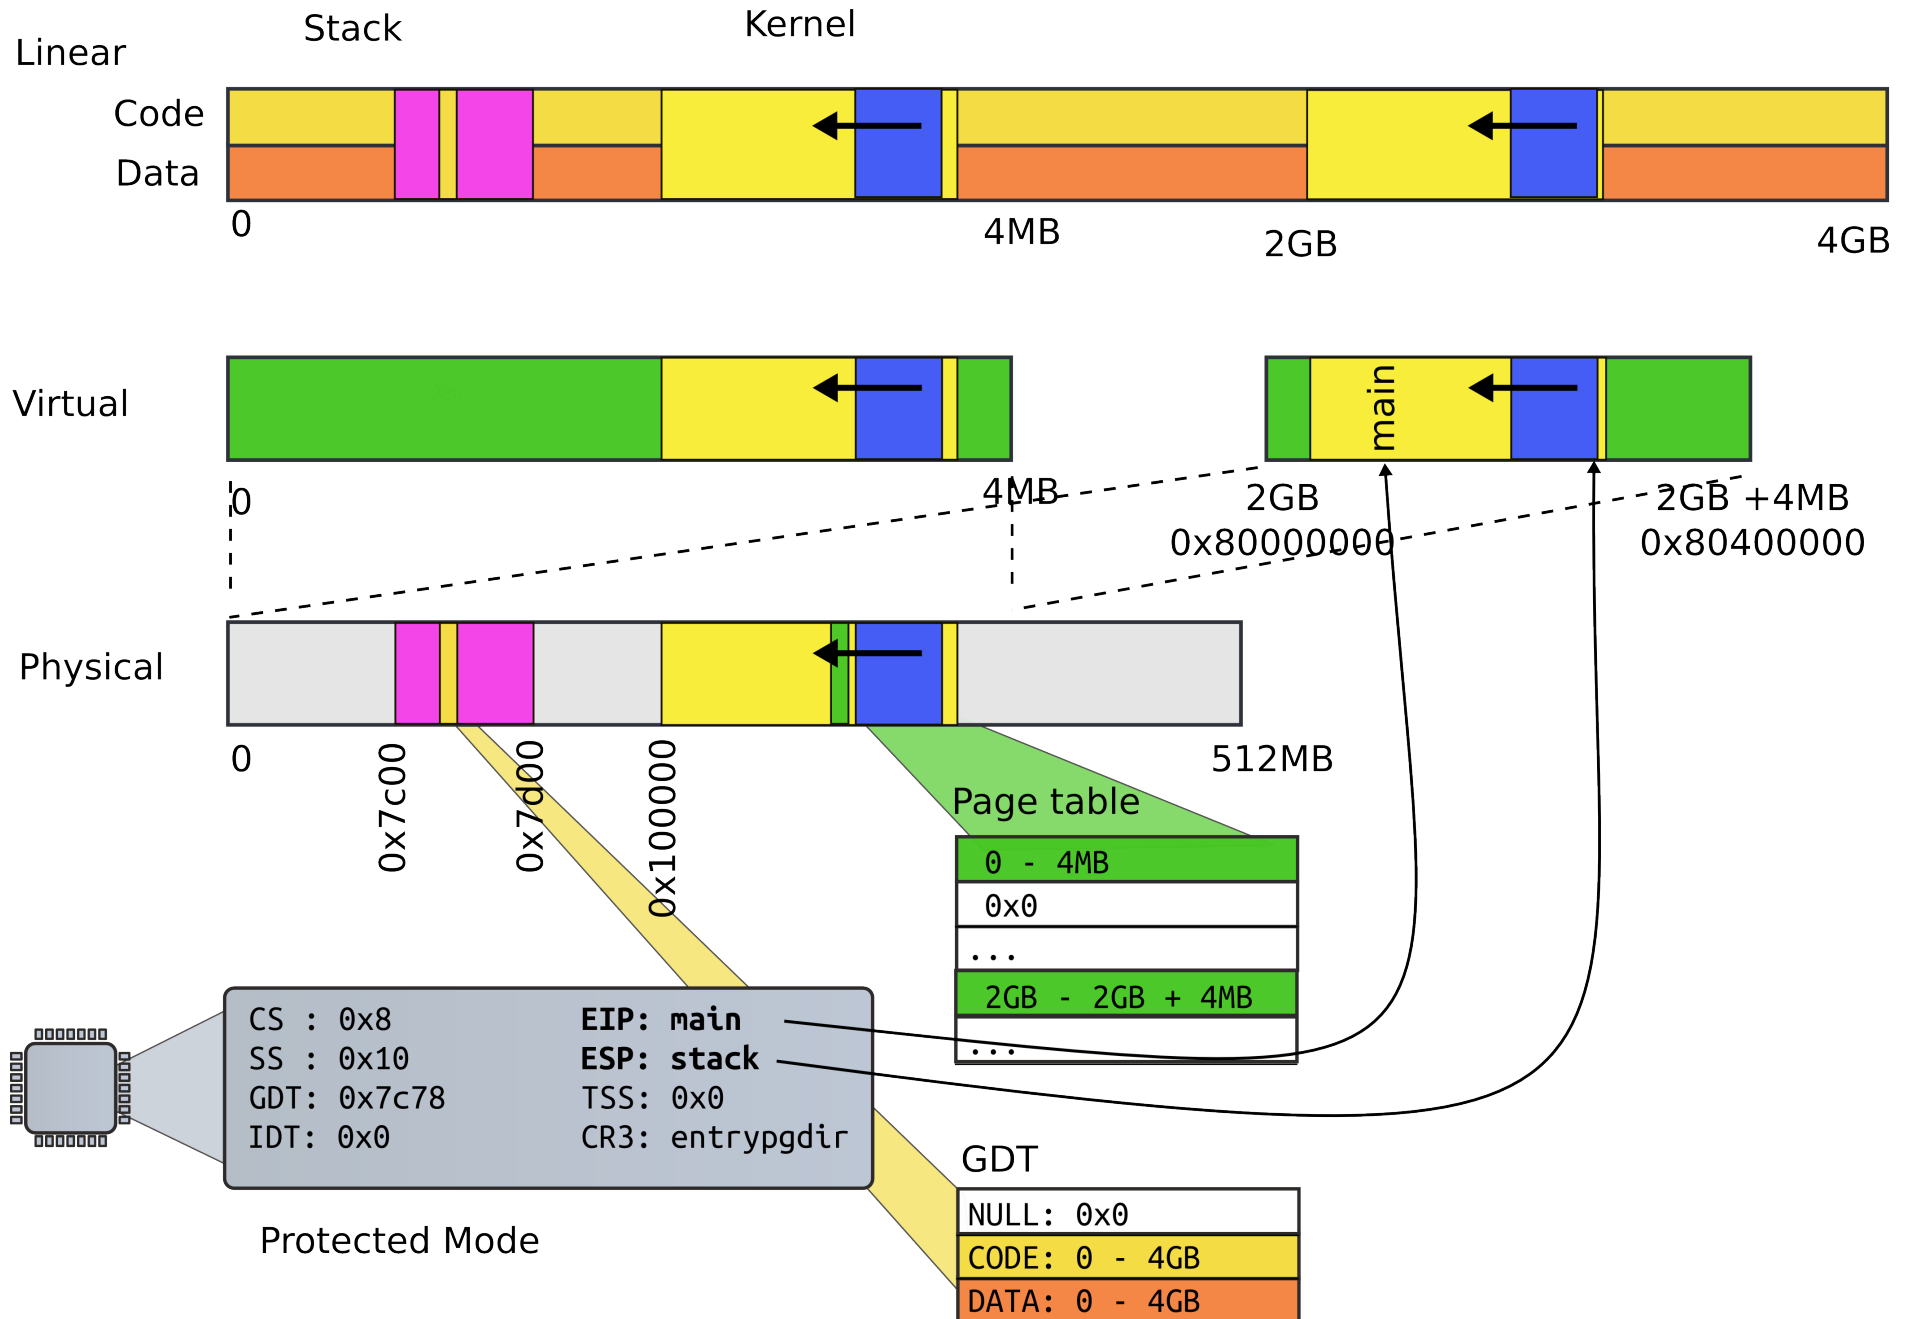 Stack
Kernel
Linear
Code
Data
0
4MB
2GB
4GB
Virtual
main
0
4MB
2GB
0x80000000
2GB +4MB
0x80400000
Physical
0
0x7c00
0x7d00
0x100000
512MB
Page table
0 - 4MB
0x0
...
2GB - 2GB + 4MB
...
CS : 0x8
EIP: main
SS : 0x10
ESP: stack
GDT: 0x7c78
TSS: 0x0
IDT: 0x0
CR3: entrypgdir
Protected Mode
GDT
NULL: 0x0
CODE: 0 - 4GB
DATA: 0 - 4GB